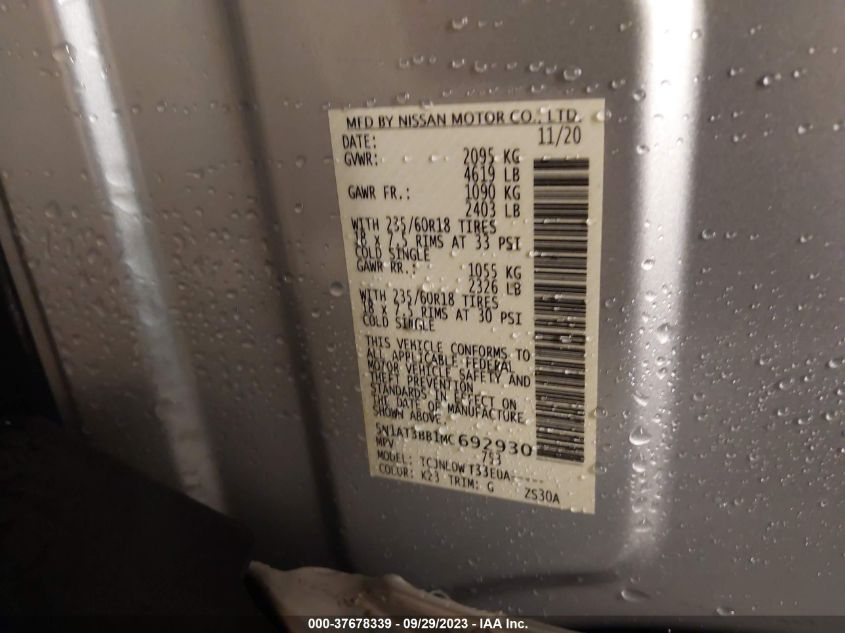 MFD BY NISSAN MOTOR CO., LTD.
DATE: 11/20
GVWR: 2095 KG
4619 LB
GAWR FR.: 1090 KG
2403 LB
WITH 235/60R18 TIRES
18 X 7.5 RIMS AT 33 PSI
COLD SINGLE
GAWR RR.: 1055 KG
2326 LB
WITH 235/60R18 TIRES
18 X 7.5 RIMS AT 30 PSI
COLD SINGLE
THIS VEHICLE CONFORMS TO
ALL APPLICABLE FEDERAL
MOTOR VEHICLE SAFETY AND
THEFT PREVENTION
STANDARDS IN EFFECT ON
THE DATE OF MANUFACTURE
SHOWN ABOVE.
5N1AT3BB1MC692930
MPV 753
MODEL: TCJNLDWT33EUA-----
COLOR: K23 TRIM: G ZS30A
000-37678339 - 09/29/2023 - IAA Inc.